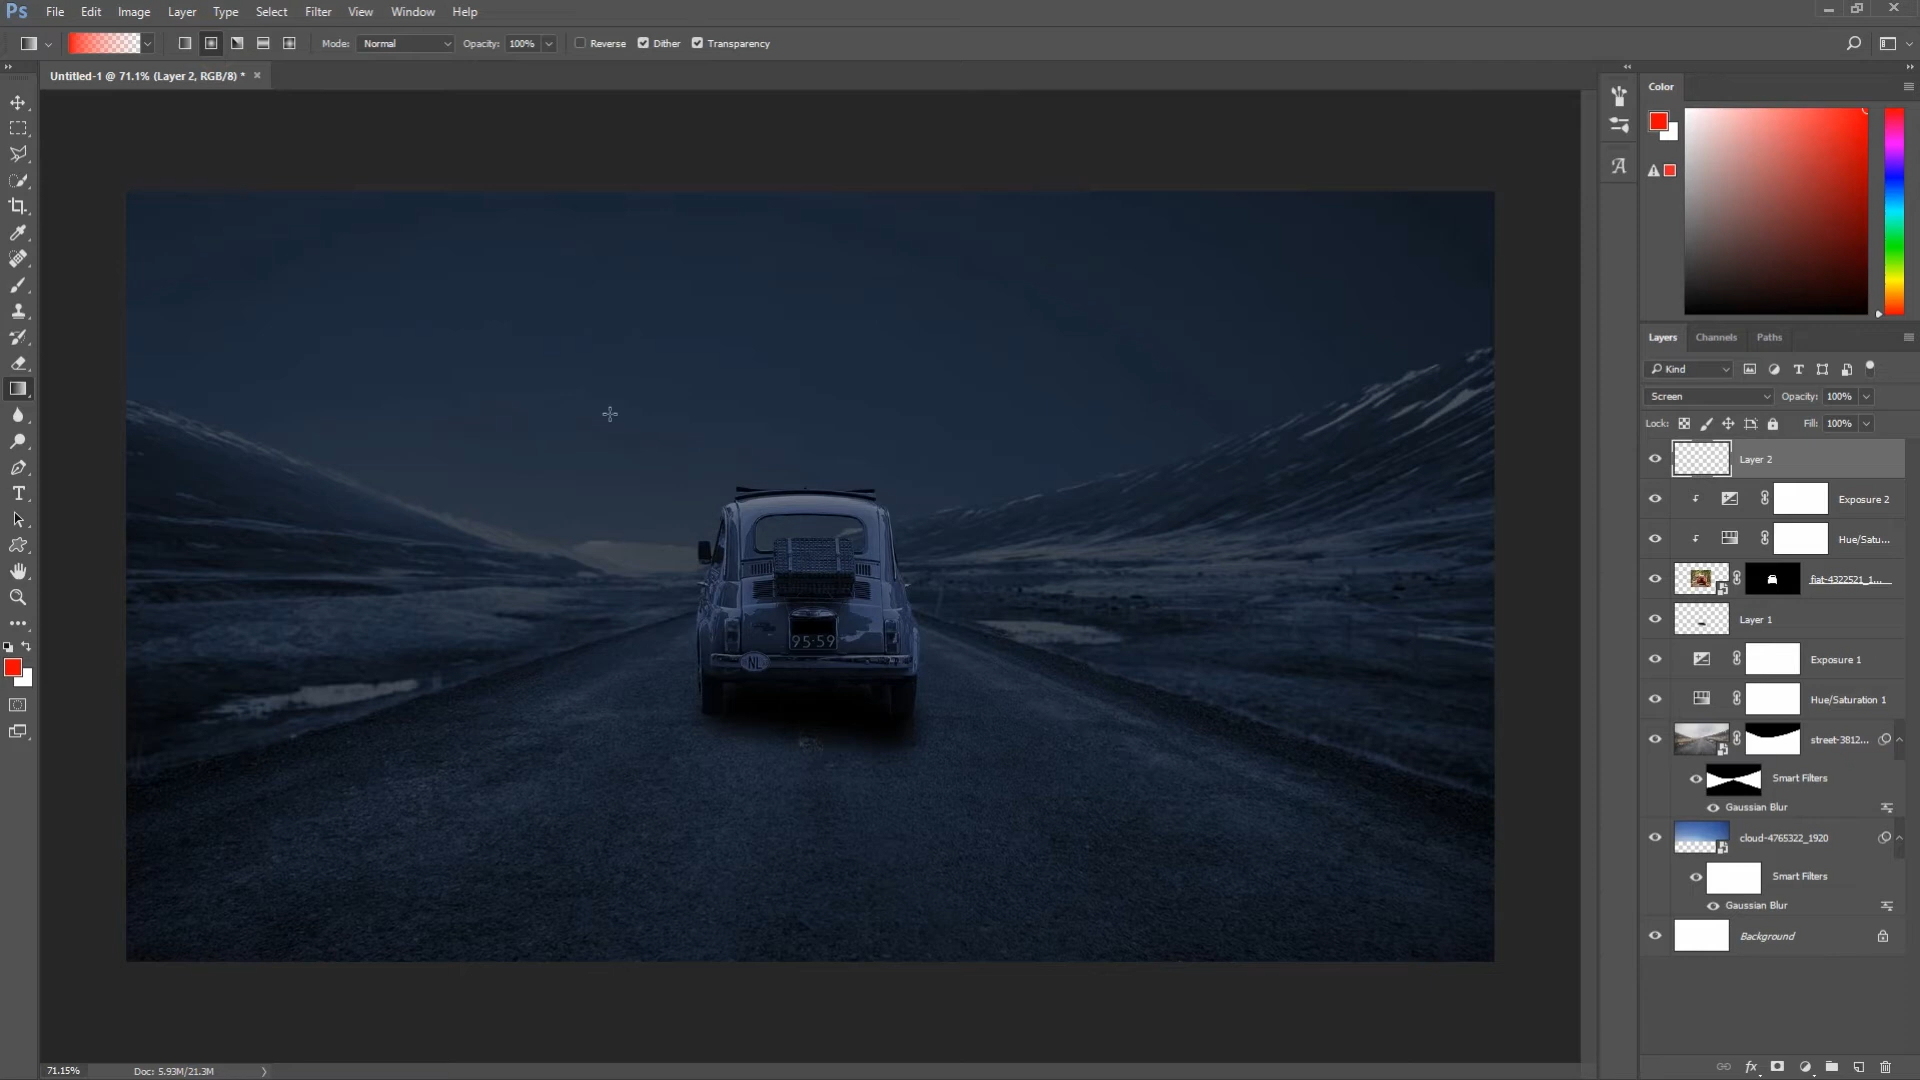 Ps File Edit Image Layer Type Select Filter View Window Help
Mode: Normal Opacity: 100% Reverse Dither Transparency
Untitled-1 @ 71.1% (Layer 2, RGB/8) * ×
Color
Layers Channels Paths
Kind
Screen Opacity: 100%
Lock: Fill: 100%
Layer 2
Exposure 2
Hue/Satu...
fiat-4322521_1...
Layer 1
Exposure 1
Hue/Saturation 1
street-3812...
Smart Filters
Gaussian Blur
cloud-4765322_1920
Smart Filters
Gaussian Blur
Background
95-59
NL
71.15% Doc: 5.93M/21.3M